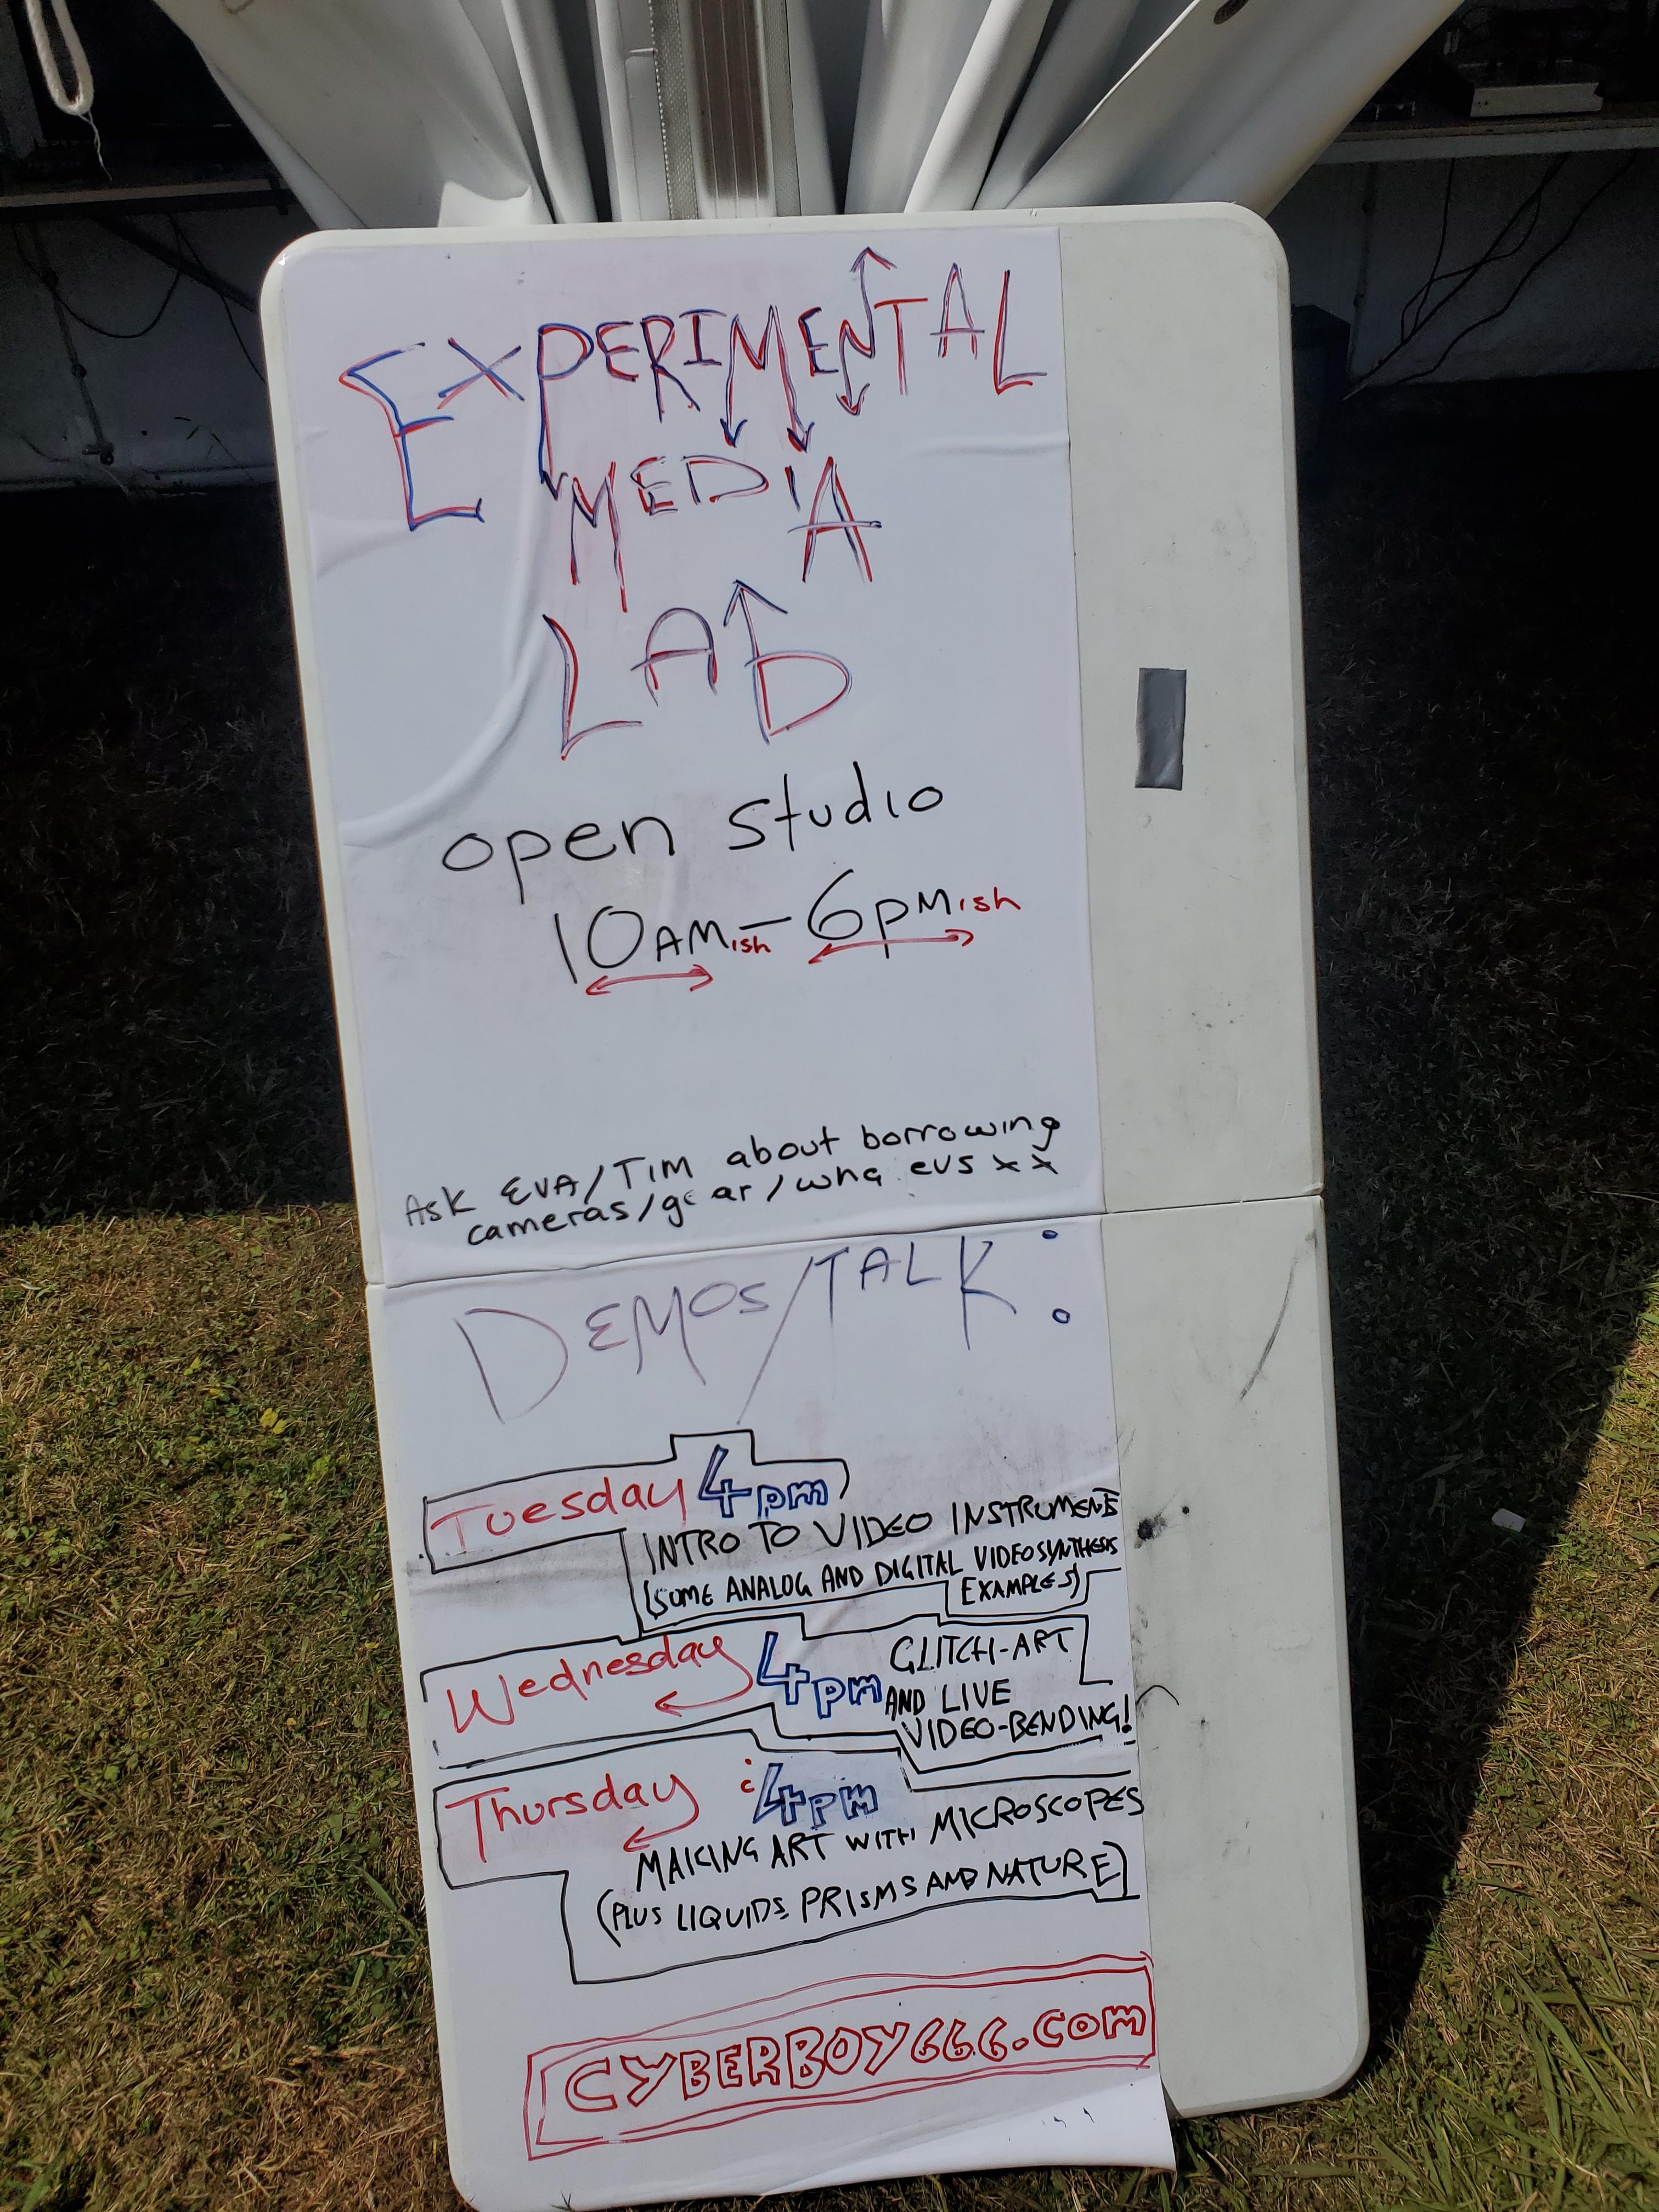 EXPERIMENTAL
MEDIA
LAB
open studio
10AMish-6pMish
Ask EVA/TIM about borrowing
cameras/gear/wha evs xx
DEMOS/TALK:
Tuesday 4pm
INTRO TO VIDEO INSTRUMENTS
(SOME ANALOG AND DIGITAL VIDEOSYNTHESIS
EXAMPLES)
Wednesday 4pm GLITCH-ART
AND LIVE
VIDEO-BENDING!
Thursday : 4pm
MAKING ART WITH MICROSCOPES
(PLUS LIQUIDS PRISMS AND NATURE)
CYBERBOY666.COM